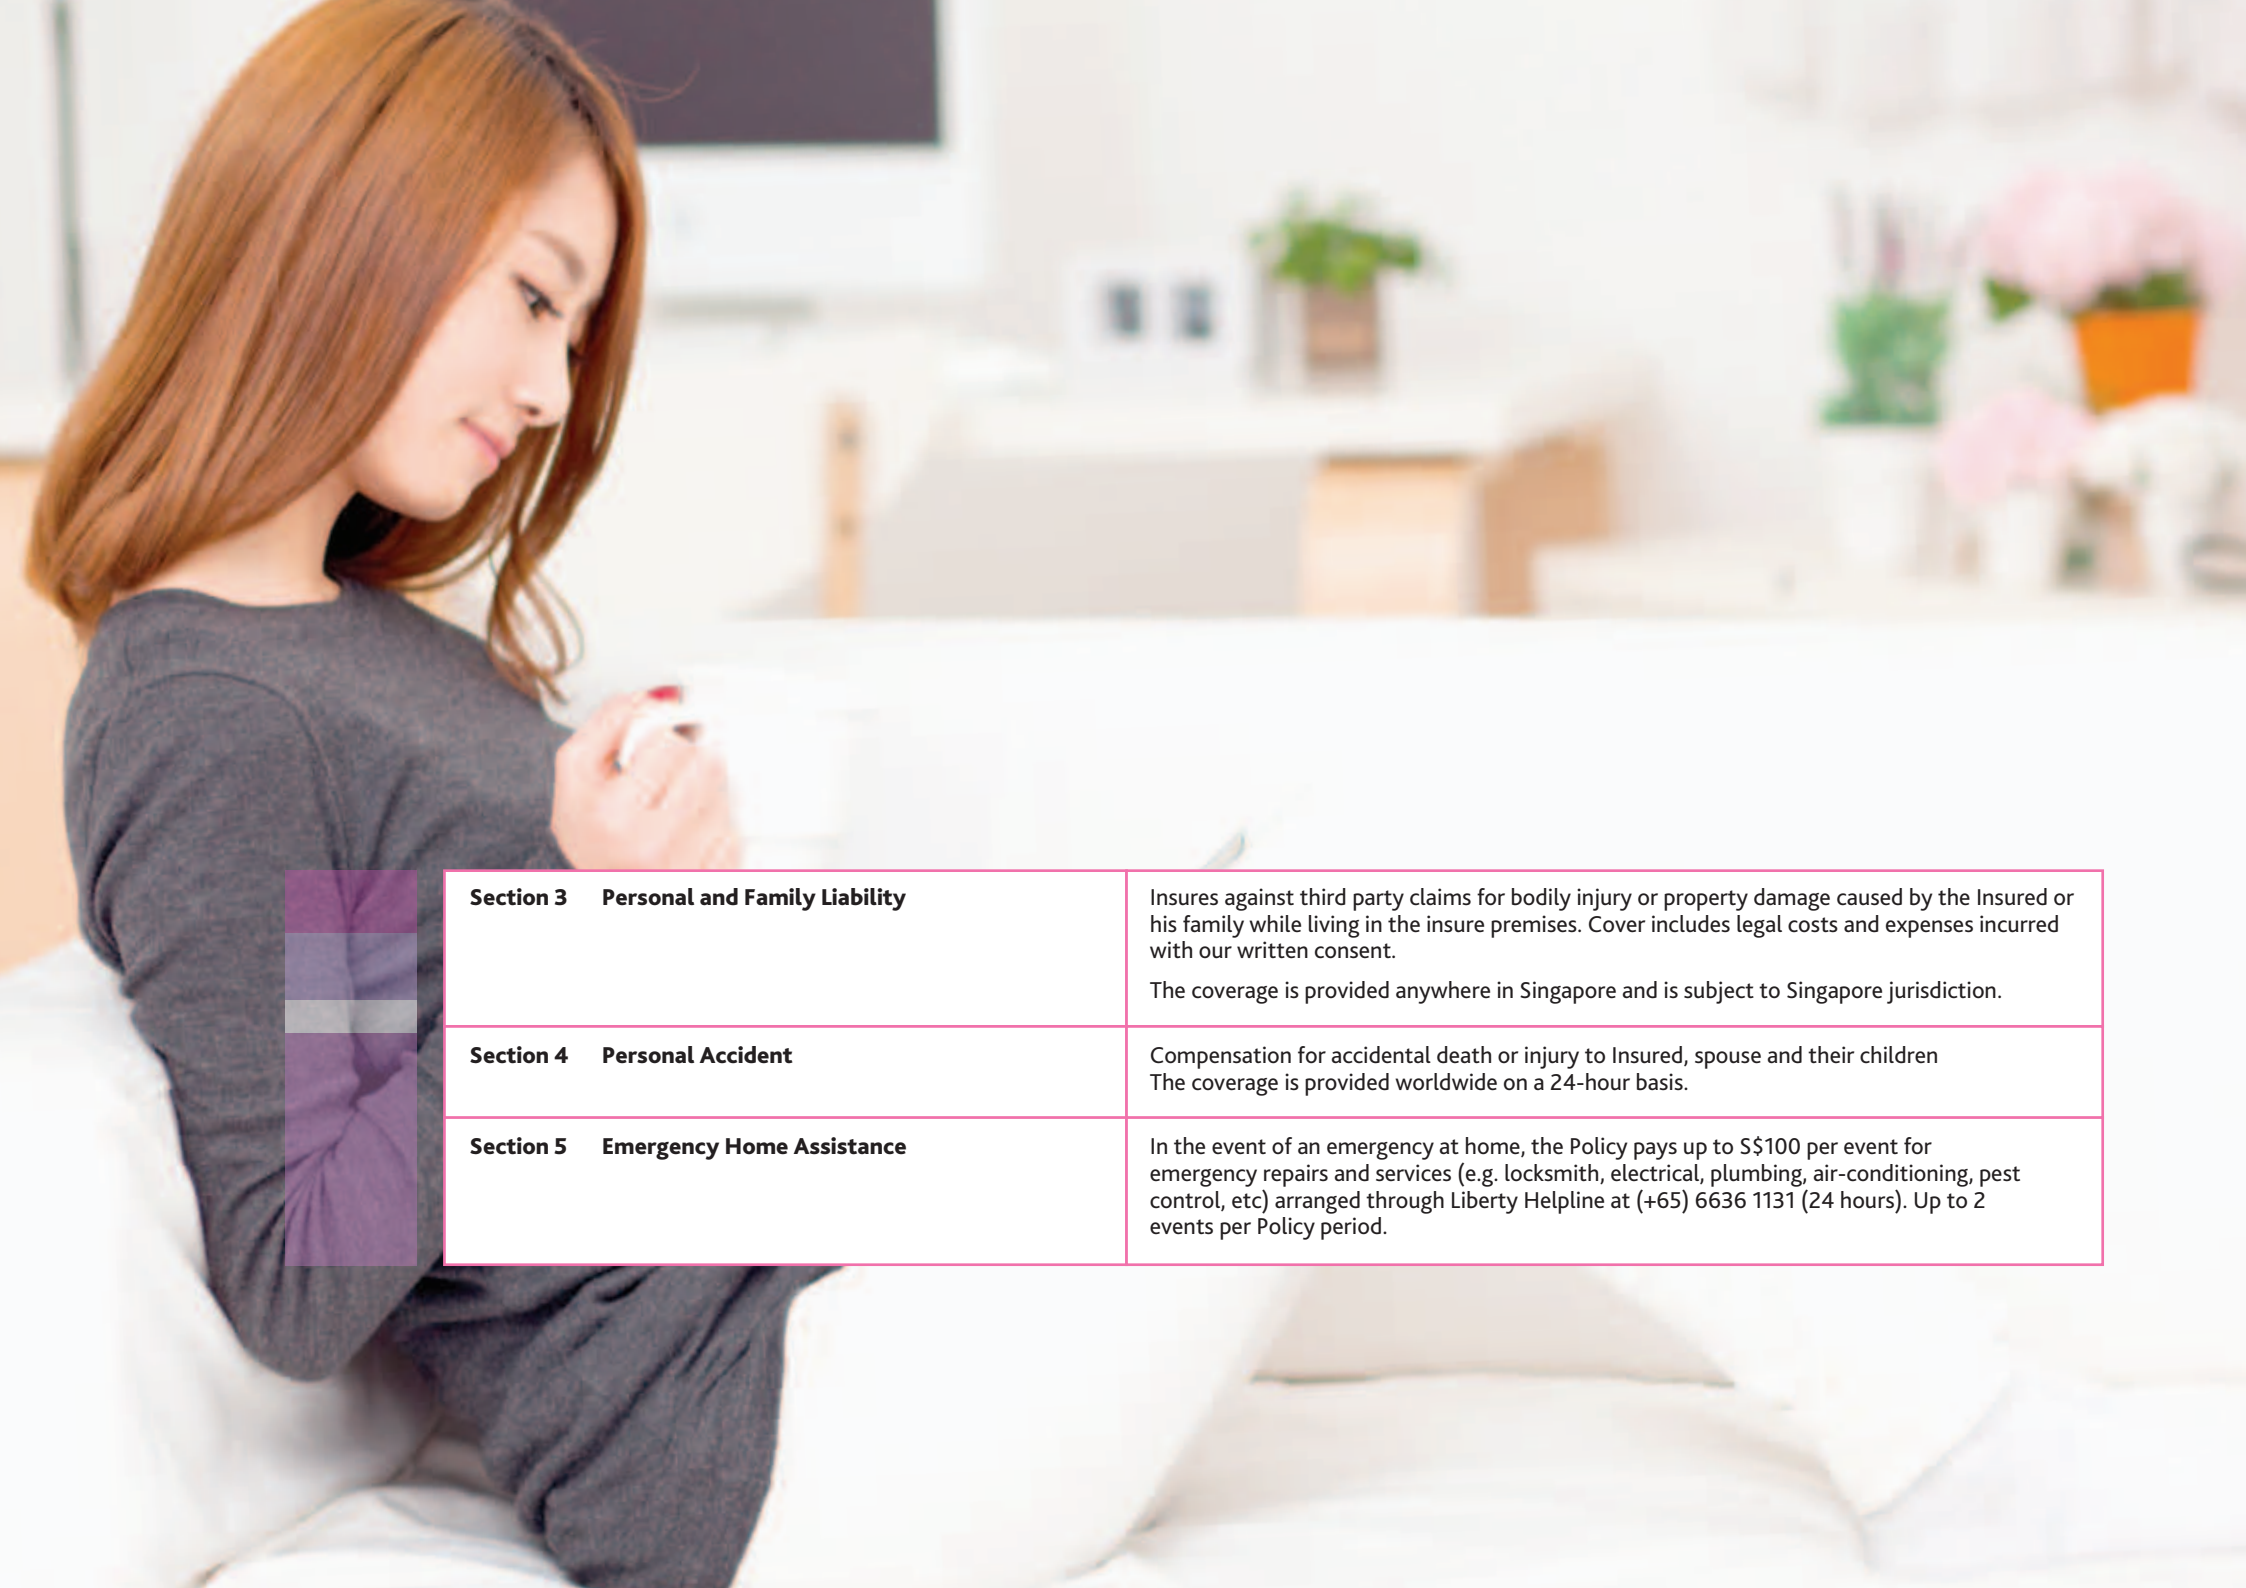 Section 3 Personal and Family Liability
Insures against third party claims for bodily injury or property damage caused by the Insured or
his family while living in the insure premises. Cover includes legal costs and expenses incurred
with our written consent.
The coverage is provided anywhere in Singapore and is subject to Singapore jurisdiction.
Section 4 Personal Accident
Compensation for accidental death or injury to Insured, spouse and their children
The coverage is provided worldwide on a 24-hour basis.
Section 5 Emergency Home Assistance
In the event of an emergency at home, the Policy pays up to S$100 per event for
emergency repairs and services (e.g. locksmith, electrical, plumbing, air-conditioning, pest
control, etc) arranged through Liberty Helpline at (+65) 6636 1131 (24 hours). Up to 2
events per Policy period.